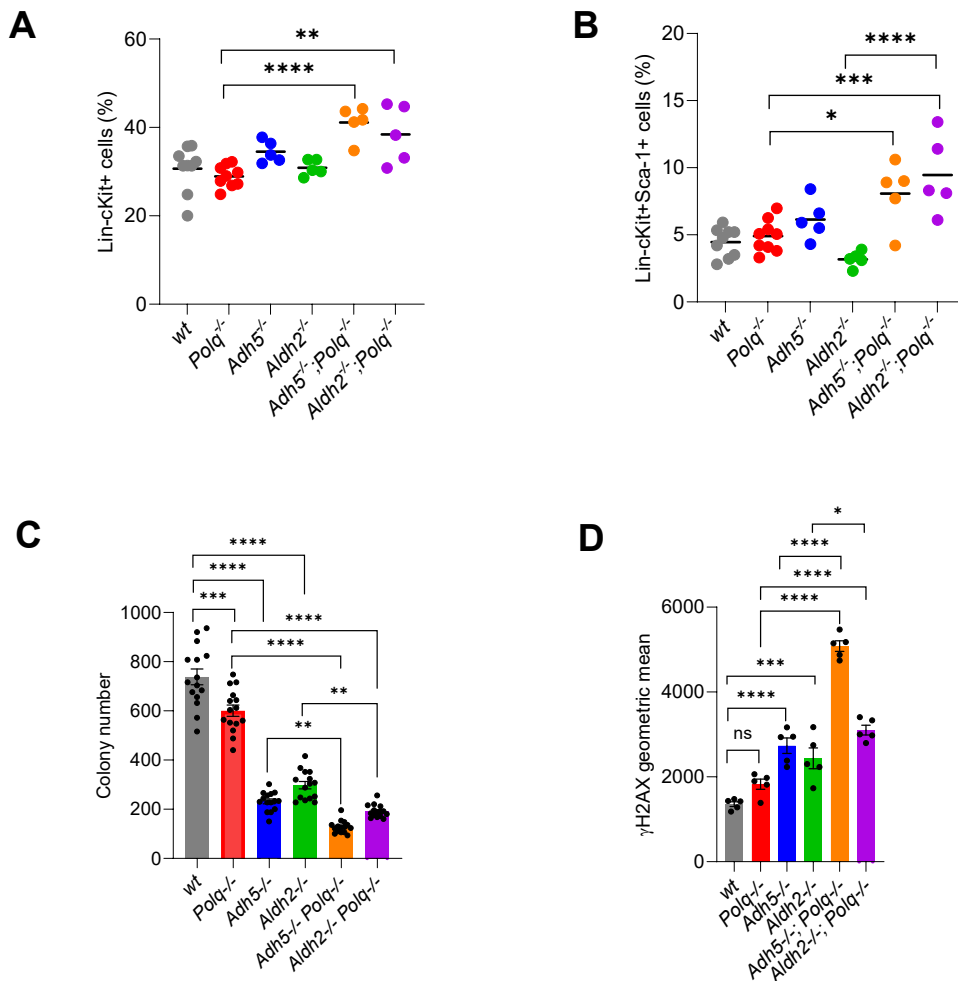 A
Lin-cKit+ cells (%)
60
40
20
0
**
****
wt
Polq-/-
Adh5-/-
Aldh2-/-
Adh5-/-;Polq-/-
Aldh2-/-;Polq-/-
B
Lin-cKit+Sca-1+ cells (%)
20
15
10
5
0
****
***
*
wt
Polq-/-
Adh5-/-
Aldh2-/-
Adh5-/-;Polq-/-
Aldh2-/-;Polq-/-
C
Colony number
1000
800
600
400
200
0
****
****
***
****
****
**
**
wt
Polq-/-
Adh5-/-
Aldh2-/-
Adh5-/- Polq-/-
Aldh2-/- Polq-/-
D
γH2AX geometric mean
6000
4000
2000
0
*
****
****
****
***
****
ns
wt
Polq-/-
Adh5-/-
Aldh2-/-
Adh5-/-; Polq-/-
Aldh2-/-; Polq-/-